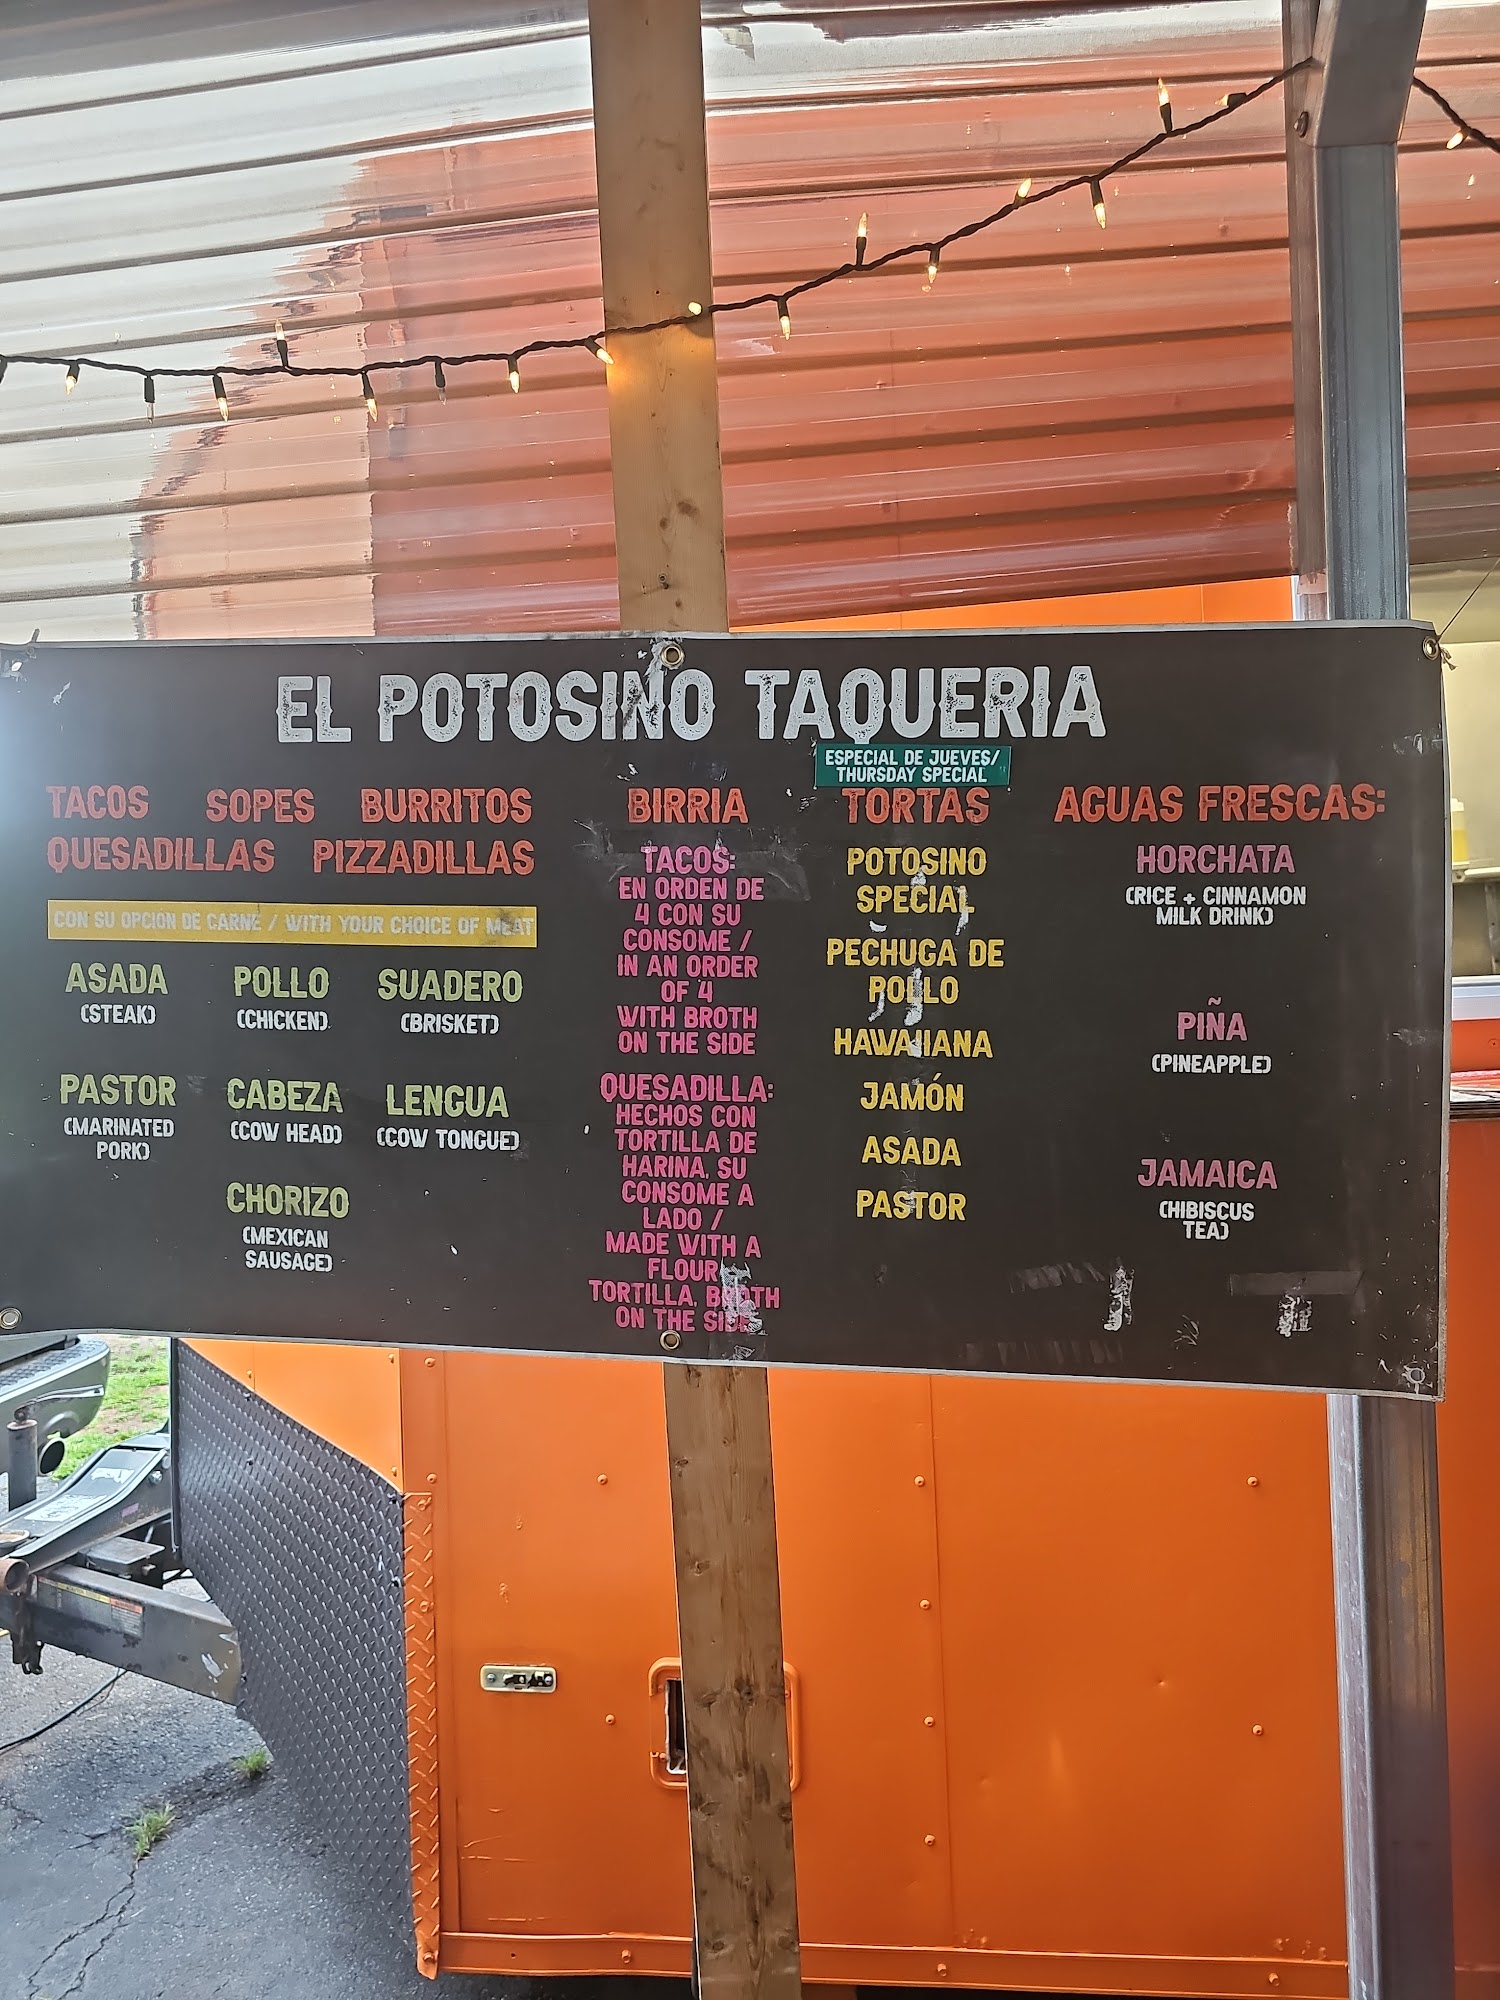 EL POTOSINO TAQUERIA
ESPECIAL DE JUEVES/
THURSDAY SPECIAL
TACOS SOPES BURRITOS
QUESADILLAS PIZZADILLAS
CON SU OPCION DE CARNE / WITH YOUR CHOICE OF MEAT
ASADA
(STEAK)
POLLO
(CHICKEN)
SUADERO
(BRISKET)
PASTOR
(MARINATED
PORK)
CABEZA
(COW HEAD)
LENGUA
(COW TONGUE)
CHORIZO
(MEXICAN
SAUSAGE)
BIRRIA
TACOS:
EN ORDEN DE
4 CON SU
CONSOME /
IN AN ORDER
OF 4
WITH BROTH
ON THE SIDE
QUESADILLA:
HECHOS CON
TORTILLA DE
HARINA, SU
CONSOME A
LADO /
MADE WITH A
FLOUR
TORTILLA, BROTH
ON THE SIDE
TORTAS
POTOSINO
SPECIAL
PECHUGA DE
POLLO
HAWAIIANA
JAMÓN
ASADA
PASTOR
AGUAS FRESCAS:
HORCHATA
(RICE + CINNAMON
MILK DRINK)
PIÑA
(PINEAPPLE)
JAMAICA
(HIBISCUS
TEA)